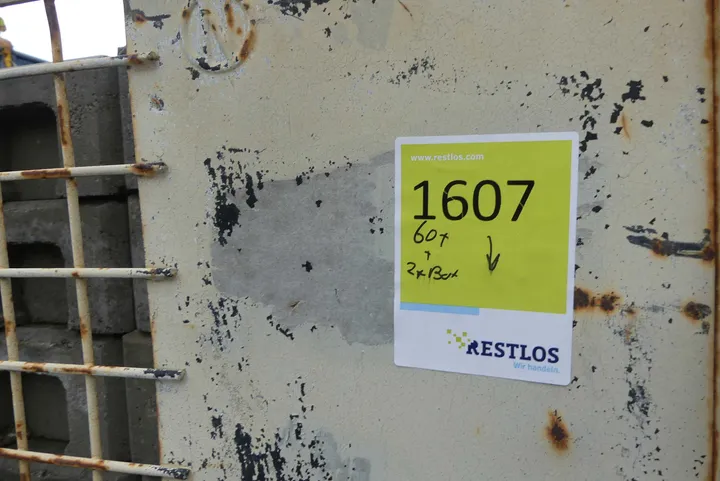 www.restlos.com
1607
60x
+
2x Box
RESTLOS
Wir handeln.